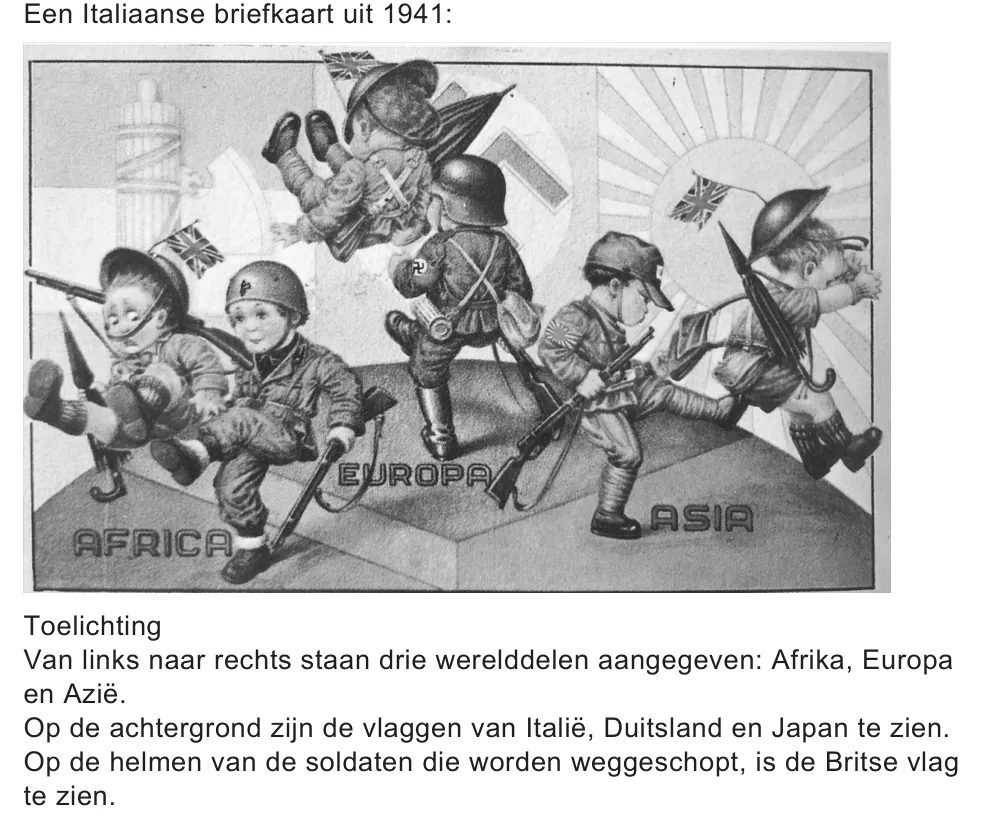 Een Italiaanse briefkaart uit 1941:
AFRICA
EUROPA
ASIA
Toelichting
Van links naar rechts staan drie werelddelen aangegeven: Afrika, Europa
en Azië.
Op de achtergrond zijn de vlaggen van Italië, Duitsland en Japan te zien.
Op de helmen van de soldaten die worden weggeschopt, is de Britse vlag
te zien.